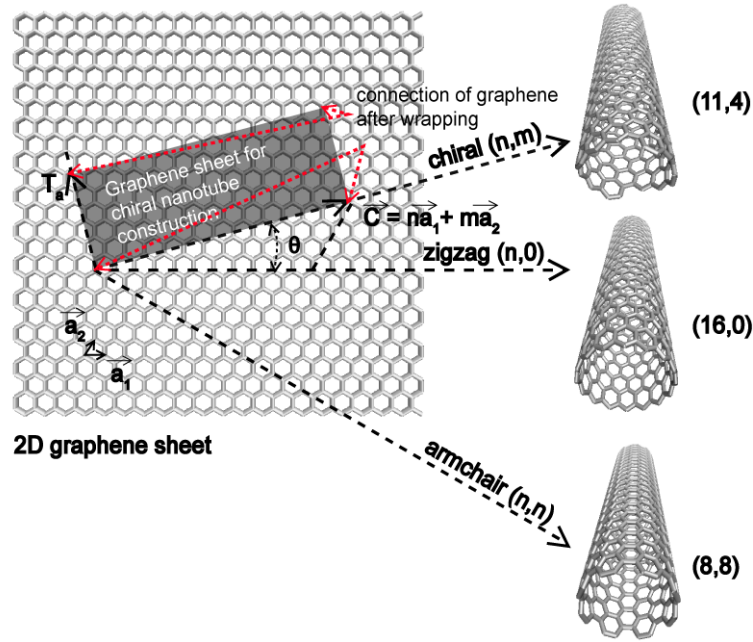 connection of graphene
after wrapping
(11,4)
chiral (n,m)
Graphene sheet for
chiral nanotube
construction
Ta
C = na1 + ma2
θ
zigzag (n,0)
(16,0)
a2
a1
2D graphene sheet
armchair (n,n)
(8,8)